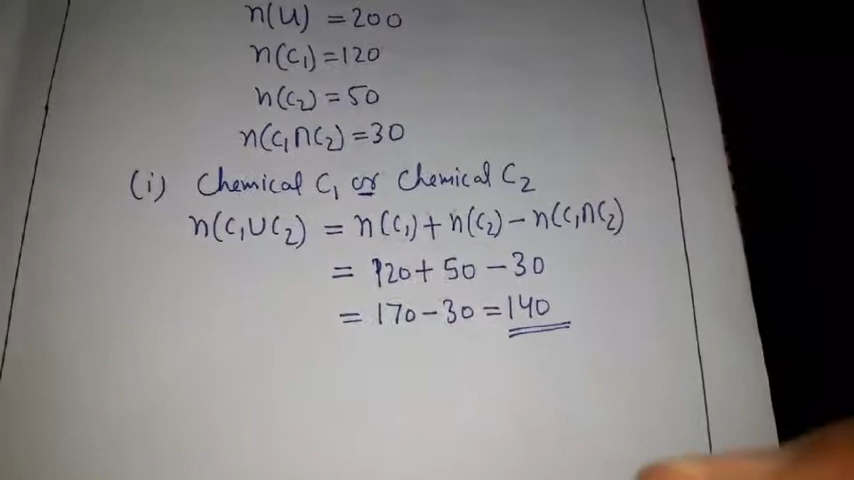 n(U) = 200
n(C₁) = 120
n(C₂) = 50
n(C₁∩C₂) = 30
(i) Chemical C₁ or Chemical C₂
n(C₁∪C₂) = n(C₁) + n(C₂) - n(C₁∩C₂)
= 120 + 50 - 30
= 170 - 30 = 140